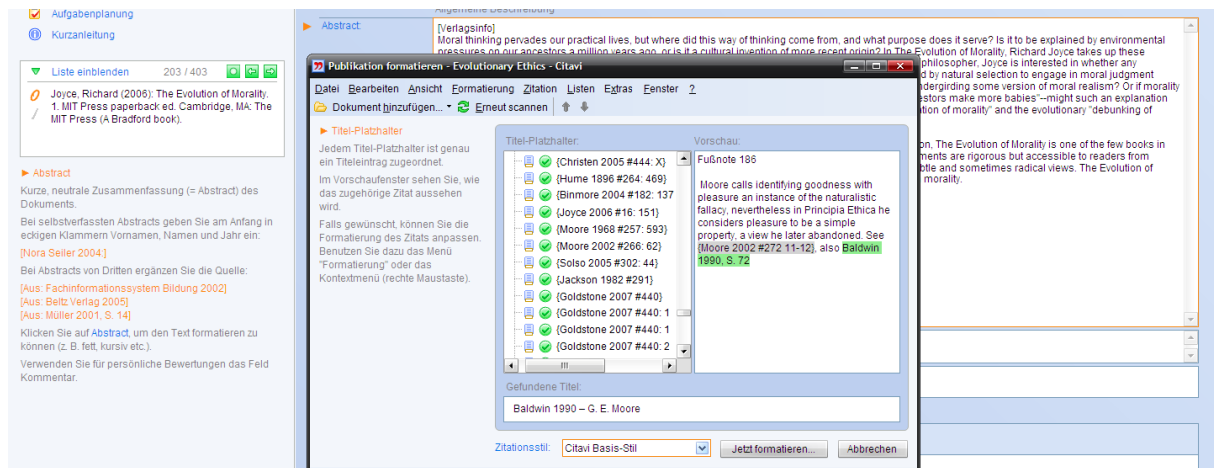 Aufgabenplanung
Kurzanleitung
Liste einblenden 203 / 403
Joyce, Richard (2006): The Evolution of Morality.
1. MIT Press paperback ed. Cambridge, MA: The
MIT Press (A Bradford book).
Abstract
Kurze, neutrale Zusammenfassung (= Abstract) des
Dokuments.
Bei selbstverfassten Abstracts geben Sie am Anfang in
eckigen Klammern Vornamen, Namen und Jahr ein:
[Nora Seiler 2004:]
Bei Abstracts von Dritten ergänzen Sie die Quelle:
[Aus: Fachinformationssystem Bildung 2002]
[Aus: Beltz Verlag 2005]
[Aus: Müller 2001, S. 14]
Klicken Sie auf Abstract, um den Text formatieren zu
können (z. B. fett, kursiv etc.).
Verwenden Sie für persönliche Bewertungen das Feld
Kommentar.
Allgemeine Beschreibung
Abstract:
[Verlagsinfo]
Moral thinking pervades our practical lives, but where did this way of thinking come from, and what purpose does it serve? Is it to be explained by environmental
pressures on our ancestors a million years ago, or is it a cultural invention of more recent origin? In The Evolution of Morality, Richard Joyce takes up these
philosopher, Joyce is interested in whether any
d by natural selection to engage in moral judgment
ndergirding some version of moral realism? Or if morality
estors make more babies"--might such an explanation
tion of morality" and the evolutionary "debunking of
on, The Evolution of Morality is one of the few books in
ments are rigorous but accessible to readers from
btle and sometimes radical views. The Evolution of
morality.
Publikation formatieren - Evolutionary Ethics - Citavi
Datei Bearbeiten Ansicht Formatierung Zitation Listen Extras Fenster ?
Dokument hinzufügen... Erneut scannen
Titel-Platzhalter
Jedem Titel-Platzhalter ist genau
ein Titeleintrag zugeordnet.
Im Vorschaufenster sehen Sie, wie
das zugehörige Zitat aussehen
wird.
Falls gewünscht, können Sie die
Formatierung des Zitats anpassen.
Benutzen Sie dazu das Menü
"Formatierung" oder das
Kontextmenü (rechte Maustaste).
Titel-Platzhalter:
{Christen 2005 #444: X}
{Hume 1896 #264: 469}
{Binmore 2004 #182: 137
{Joyce 2006 #16: 151}
{Moore 1968 #257: 593}
{Moore 2002 #266: 62}
{Solso 2005 #302: 44}
{Jackson 1982 #291}
{Goldstone 2007 #440}
{Goldstone 2007 #440: 1
{Goldstone 2007 #440: 1
{Goldstone 2007 #440: 2
Vorschau:
Fußnote 186
Moore calls identifying goodness with
pleasure an instance of the naturalistic
fallacy, nevertheless in Principia Ethica he
considers pleasure to be a simple
property, a view he later abandoned. See
{Moore 2002 #272 11-12}, also Baldwin
1990, S. 72
Gefundene Titel:
Baldwin 1990 – G. E. Moore
Zitationsstil: Citavi Basis-Stil Jetzt formatieren... Abbrechen